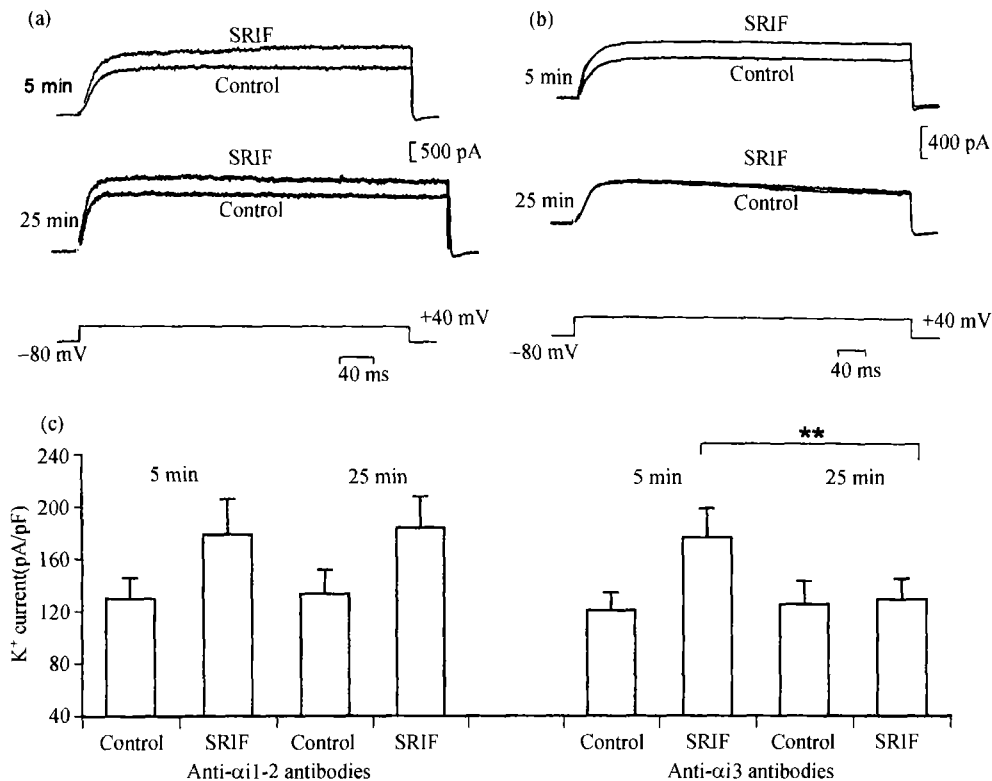 (a)
SRIF
5 min
Control
500 pA
SRIF
25 min
Control
+40 mV
−80 mV
40 ms
(b)
SRIF
5 min
Control
400 pA
SRIF
25 min
Control
+40 mV
−80 mV
40 ms
(c)
K⁺ current(pA/pF)
240
200
160
120
80
40
5 min
25 min
5 min
**
25 min
Control
SRIF
Control
SRIF
Control
SRIF
Control
SRIF
Anti-αi1-2 antibodies
Anti-αi3 antibodies